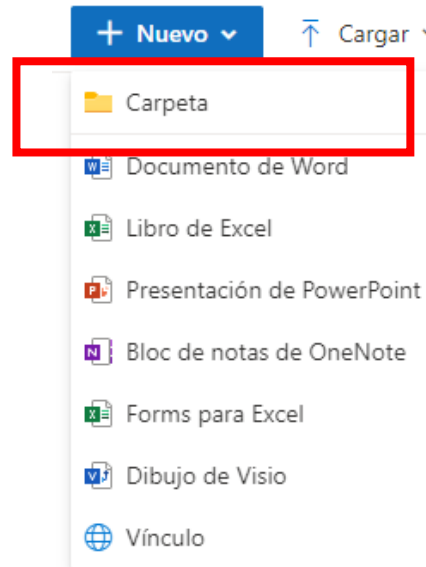 + Nuevo Cargar
Carpeta
Documento de Word
Libro de Excel
Presentación de PowerPoint
Bloc de notas de OneNote
Forms para Excel
Dibujo de Visio
Vínculo